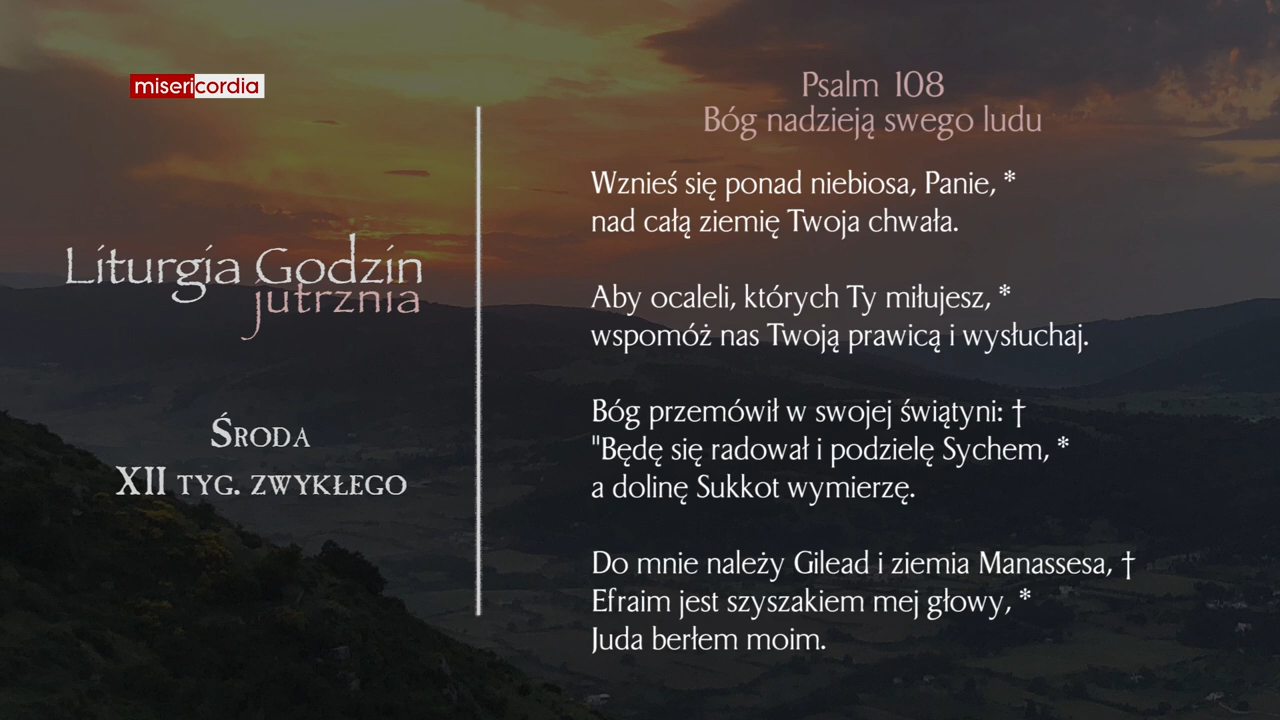 misericordia
Liturgia Godzin
jutrznia
Środa
XII tyg. zwykłego
Psalm 108
Bóg nadzieją swego ludu
Wznieś się ponad niebiosa, Panie, *
nad całą ziemię Twoja chwała.
Aby ocaleli, których Ty miłujesz, *
wspomóż nas Twoją prawicą i wysłuchaj.
Bóg przemówił w swojej świątyni: †
"Będę się radował i podzielę Sychem, *
a dolinę Sukkot wymierzę.
Do mnie należy Gilead i ziemia Manassesa, †
Efraim jest szyszakiem mej głowy, *
Juda berłem moim.